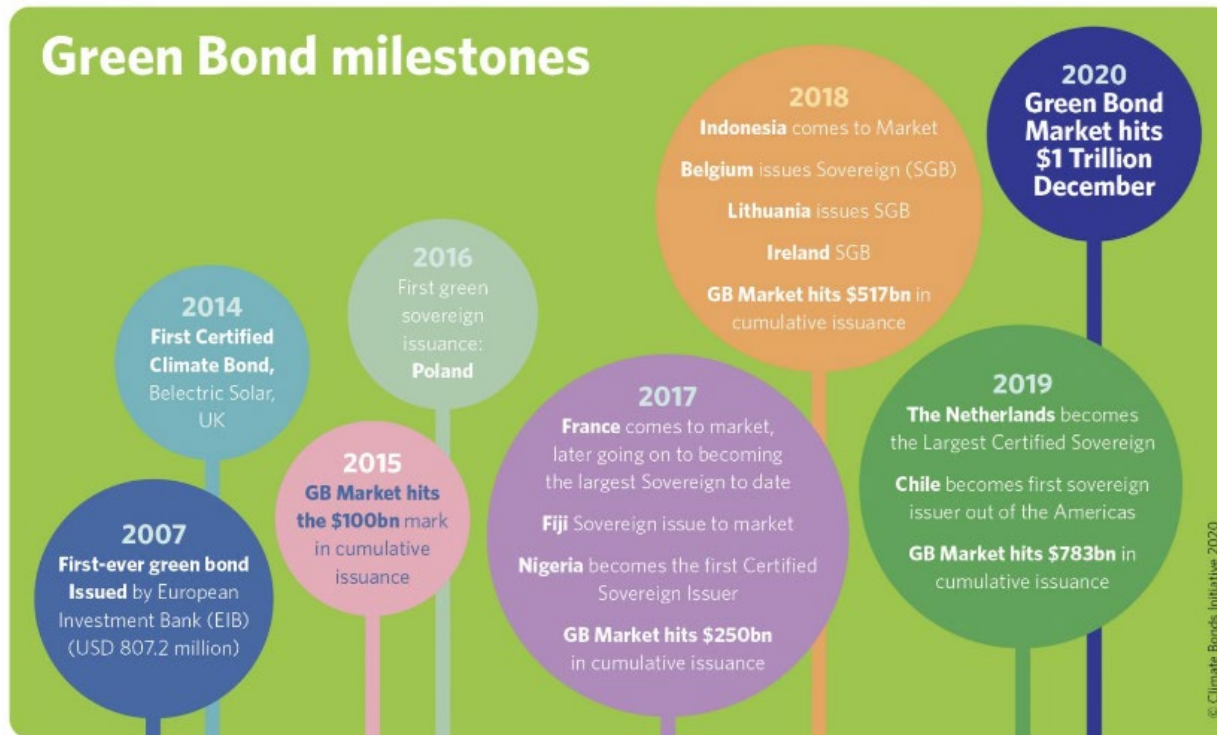 Green Bond milestones
2007
First-ever green bond
Issued by European
Investment Bank (EIB)
(USD 807.2 million)
2014
First Certified
Climate Bond,
Belectric Solar,
UK
2015
GB Market hits
the $100bn mark
in cumulative
issuance
2016
First green
sovereign
issuance:
Poland
2017
France comes to market,
later going on to becoming
the largest Sovereign to date
Fiji Sovereign issue to market
Nigeria becomes the first Certified
Sovereign Issuer
GB Market hits $250bn
in cumulative issuance
2018
Indonesia comes to Market
Belgium issues Sovereign (SGB)
Lithuania issues SGB
Ireland SGB
GB Market hits $517bn in
cumulative issuance
2019
The Netherlands becomes
the Largest Certified Sovereign
Chile becomes first sovereign
issuer out of the Americas
GB Market hits $783bn in
cumulative issuance
2020
Green Bond
Market hits
$1 Trillion
December
© Climate Bonds Initiative 2020